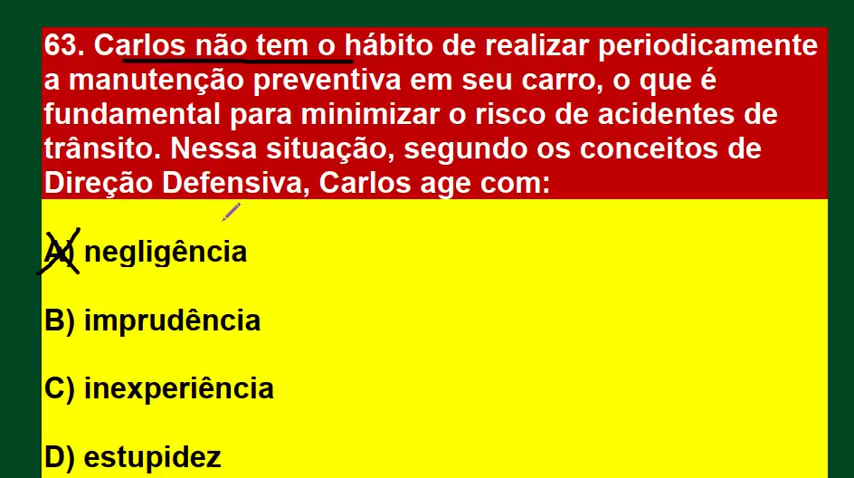 63. Carlos não tem o hábito de realizar periodicamente
a manutenção preventiva em seu carro, o que é
fundamental para minimizar o risco de acidentes de
trânsito. Nessa situação, segundo os conceitos de
Direção Defensiva, Carlos age com:
A) negligência
B) imprudência
C) inexperiência
D) estupidez